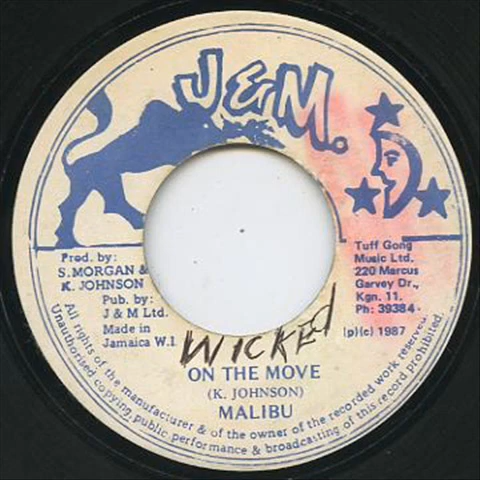 J&M.
Prod. by:
S. MORGAN &
K. JOHNSON
Pub. by:
J & M Ltd.
Made in
Jamaica W.I.
Tuff Gong
Music Ltd.
220 Marcus
Garvey Dr.,
Kgn. 11.
Ph: 39384-
(p)(c) 1987
WICKED
ON THE MOVE
(K. JOHNSON)
MALIBU
All rights of the manufacturer & of the owner of the recorded work reserved.
Unauthorised copying, public performance & broadcasting of this record prohibited.